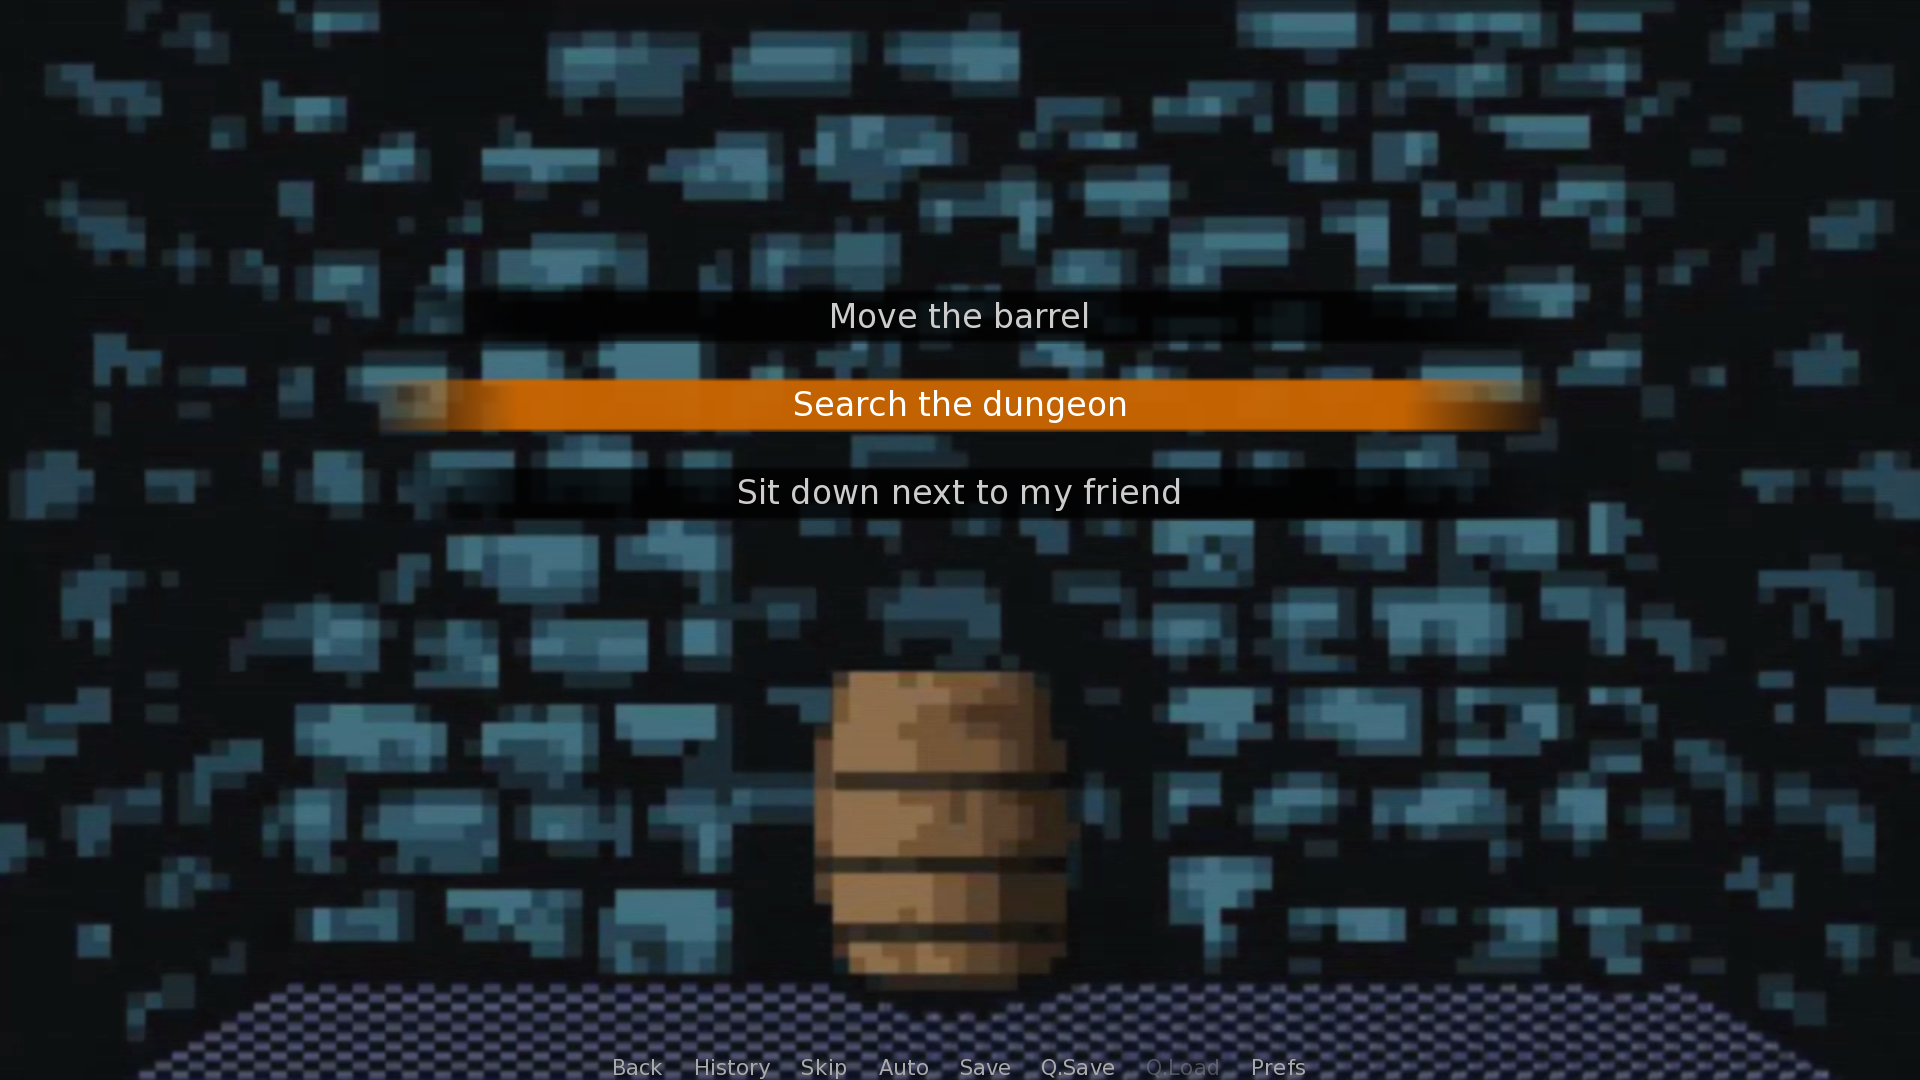 Move the barrel
Search the dungeon
Sit down next to my friend
Back History Skip Auto Save Q.Save Q.Load Prefs